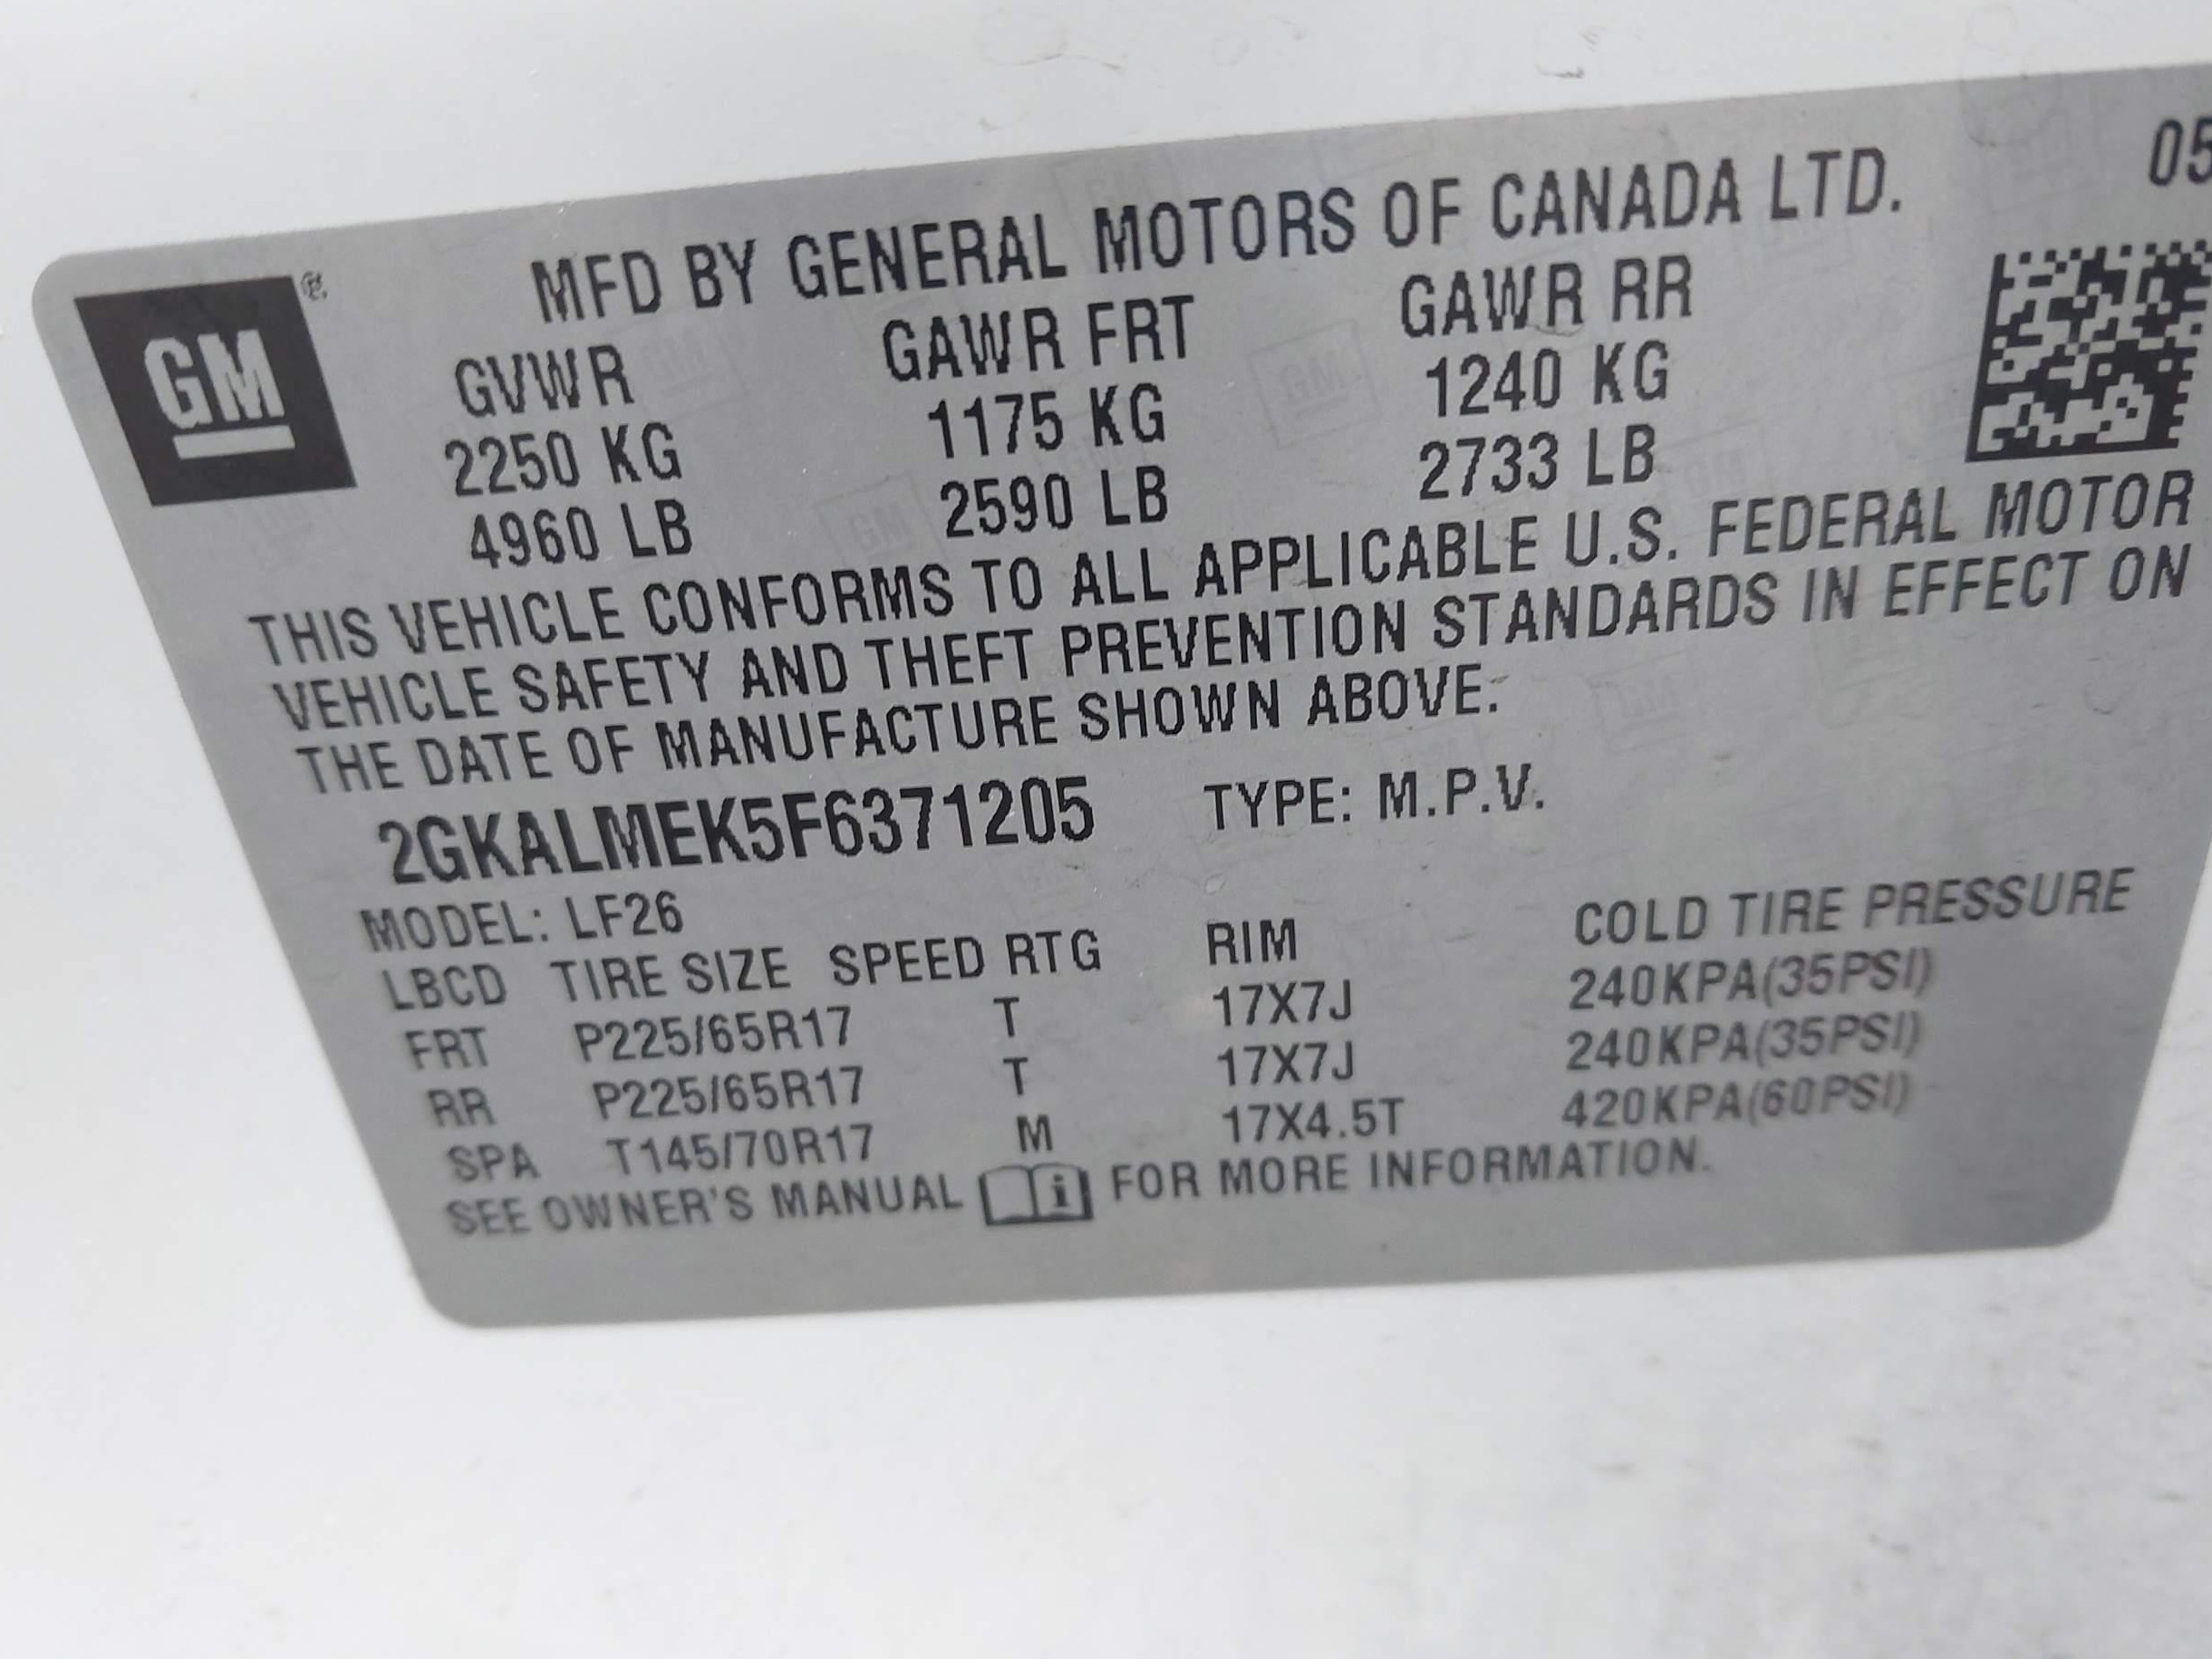 MFD BY GENERAL MOTORS OF CANADA LTD. 05
GM
GVWR GAWR FRT GAWR RR
2250 KG 1175 KG 1240 KG
4960 LB 2590 LB 2733 LB
THIS VEHICLE CONFORMS TO ALL APPLICABLE U.S. FEDERAL MOTOR
VEHICLE SAFETY AND THEFT PREVENTION STANDARDS IN EFFECT ON
THE DATE OF MANUFACTURE SHOWN ABOVE.
2GKALMEK5F6371205 TYPE: M.P.V.
MODEL: LF26
LBCD TIRE SIZE SPEED RTG RIM COLD TIRE PRESSURE
FRT P225/65R17 T 17X7J 240KPA(35PSI)
RR P225/65R17 T 17X7J 240KPA(35PSI)
SPA T145/70R17 M 17X4.5T 420KPA(60PSI)
SEE OWNER'S MANUAL i FOR MORE INFORMATION.